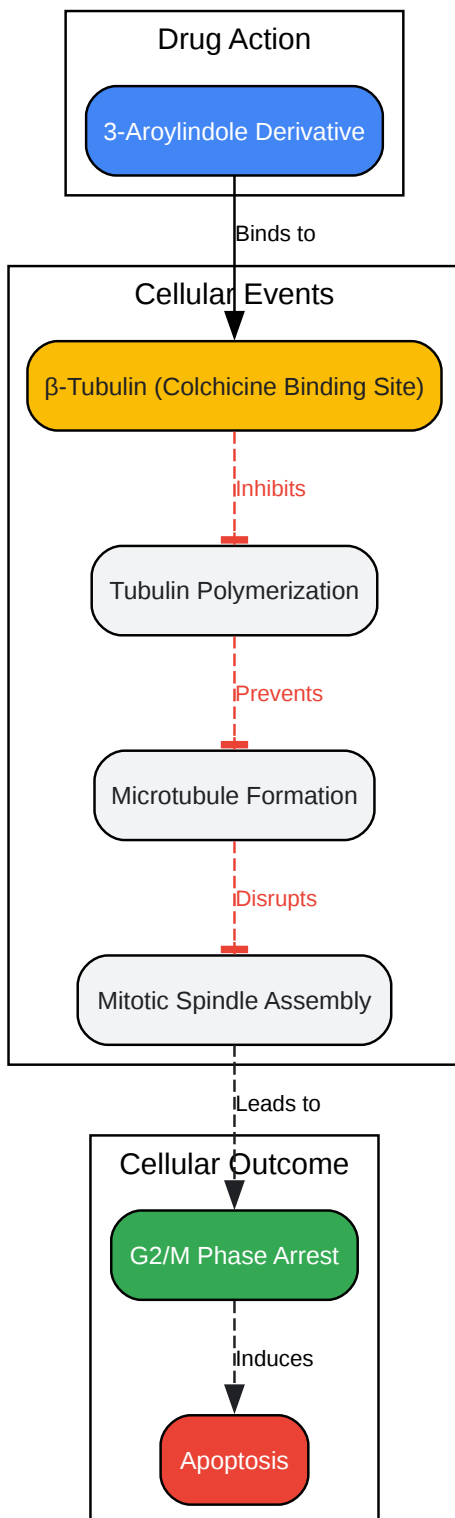 Drug Action
3-Aroylindole Derivative
Binds to
Cellular Events
β-Tubulin (Colchicine Binding Site)
Inhibits
Tubulin Polymerization
Prevents
Microtubule Formation
Disrupts
Mitotic Spindle Assembly
Leads to
Cellular Outcome
G2/M Phase Arrest
Induces
Apoptosis